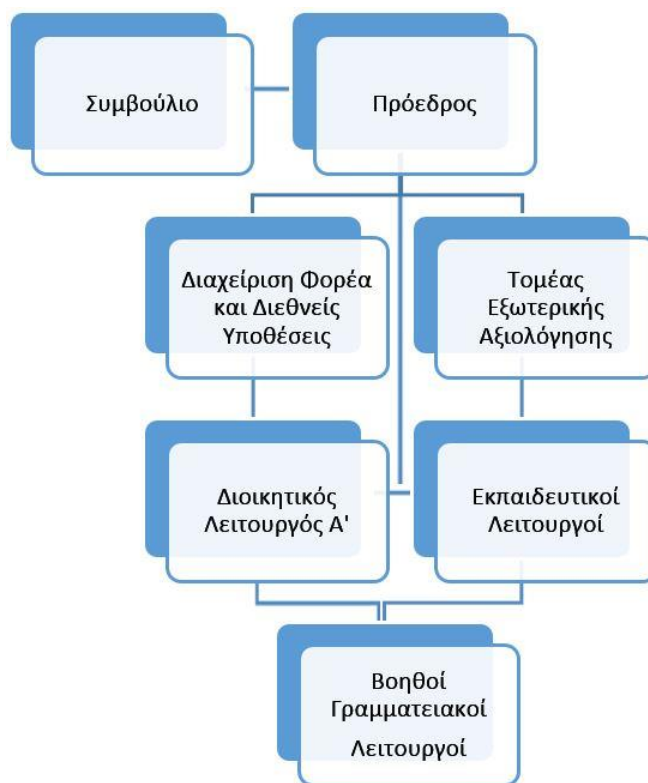 Συμβούλιο
Πρόεδρος
Διαχείριση Φορέα
και Διεθνείς
Υποθέσεις
Τομέας
Εξωτερικής
Αξιολόγησης
Διοικητικός
Λειτουργός Α'
Εκπαιδευτικοί
Λειτουργοί
Βοηθοί
Γραμματειακοί
Λειτουργοί